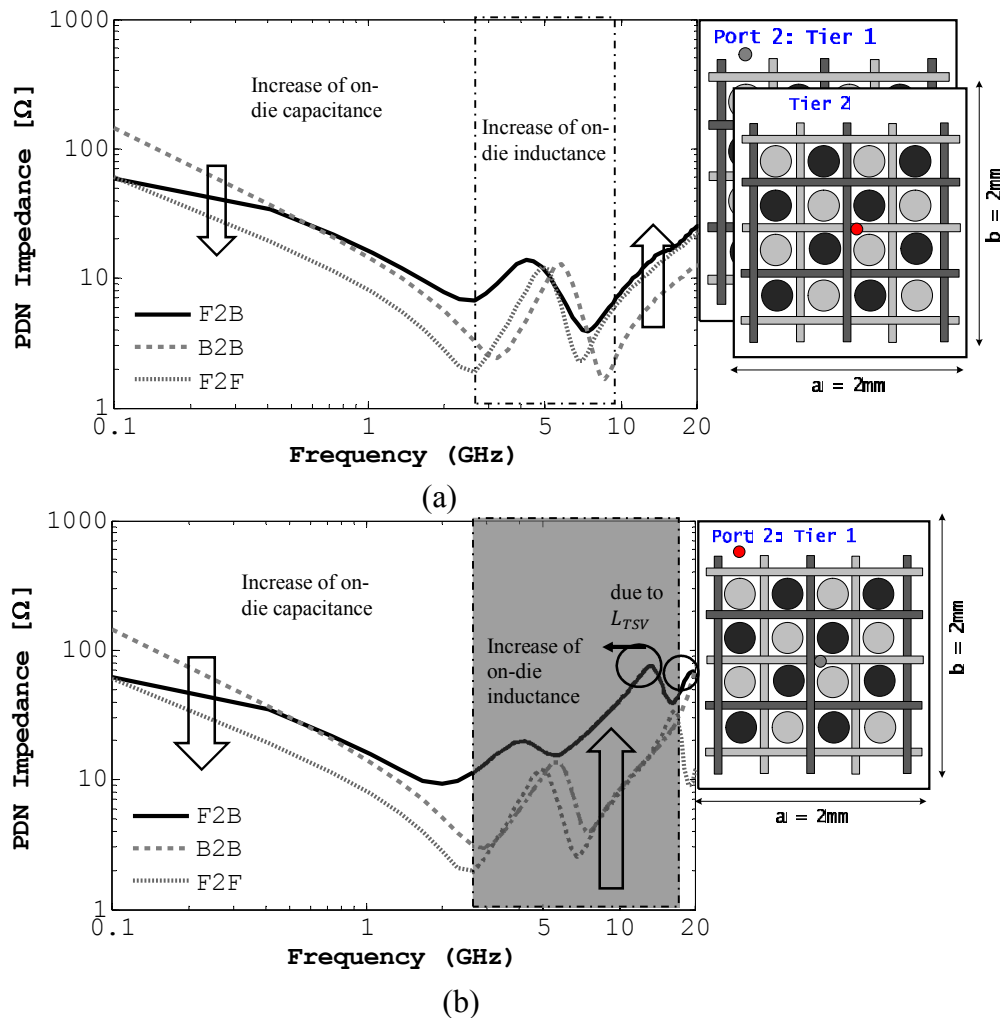 1000
100
10
1
PDN Impedance [Ω]
Increase of on-
die capacitance
Increase of on-
die inductance
F2B
B2B
F2F
0.1
1
5
10
20
Frequency (GHz)
Port 2: Tier 1
Tier 2
b = 2mm
a = 2mm
(a)
1000
100
10
1
PDN Impedance [Ω]
Increase of on-
die capacitance
due to
L_TSV
Increase of
on-die
inductance
F2B
B2B
F2F
0.1
1
5
10
20
Frequency (GHz)
Port 2: Tier 1
b = 2mm
a = 2mm
(b)